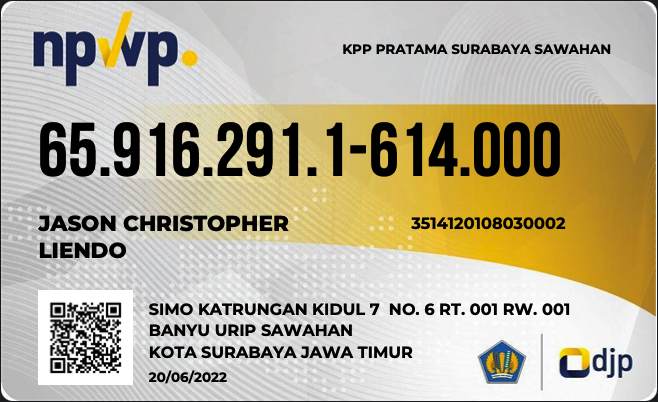 npwp.
KPP PRATAMA SURABAYA SAWAHAN
65.916.291.1-614.000
JASON CHRISTOPHER
LIENDO
3514120108030002
SIMO KATRUNGAN KIDUL 7 NO. 6 RT. 001 RW. 001
BANYU URIP SAWAHAN
KOTA SURABAYA JAWA TIMUR
20/06/2022
djp